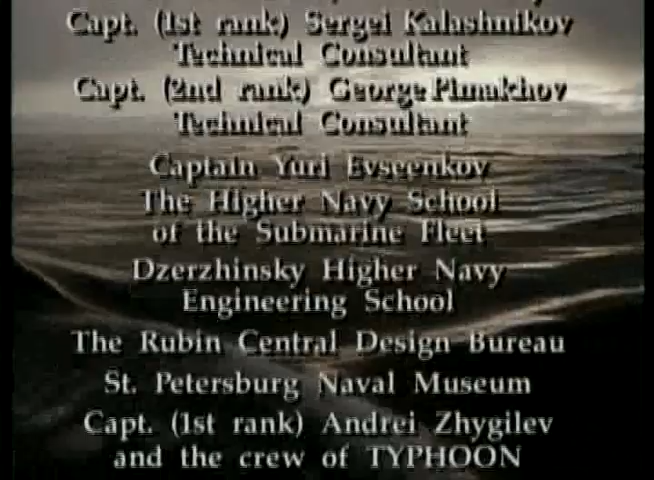 Capt. (1st rank) Sergei Kalashnikov
Technical Consultant
Capt. (2nd rank) George Pimakhov
Technical Consultant
Captain Yuri Evseenkov
The Higher Navy School
of the Submarine Fleet
Dzerzhinsky Higher Navy
Engineering School
The Rubin Central Design Bureau
St. Petersburg Naval Museum
Capt. (1st rank) Andrei Zhygilev
and the crew of TYPHOON